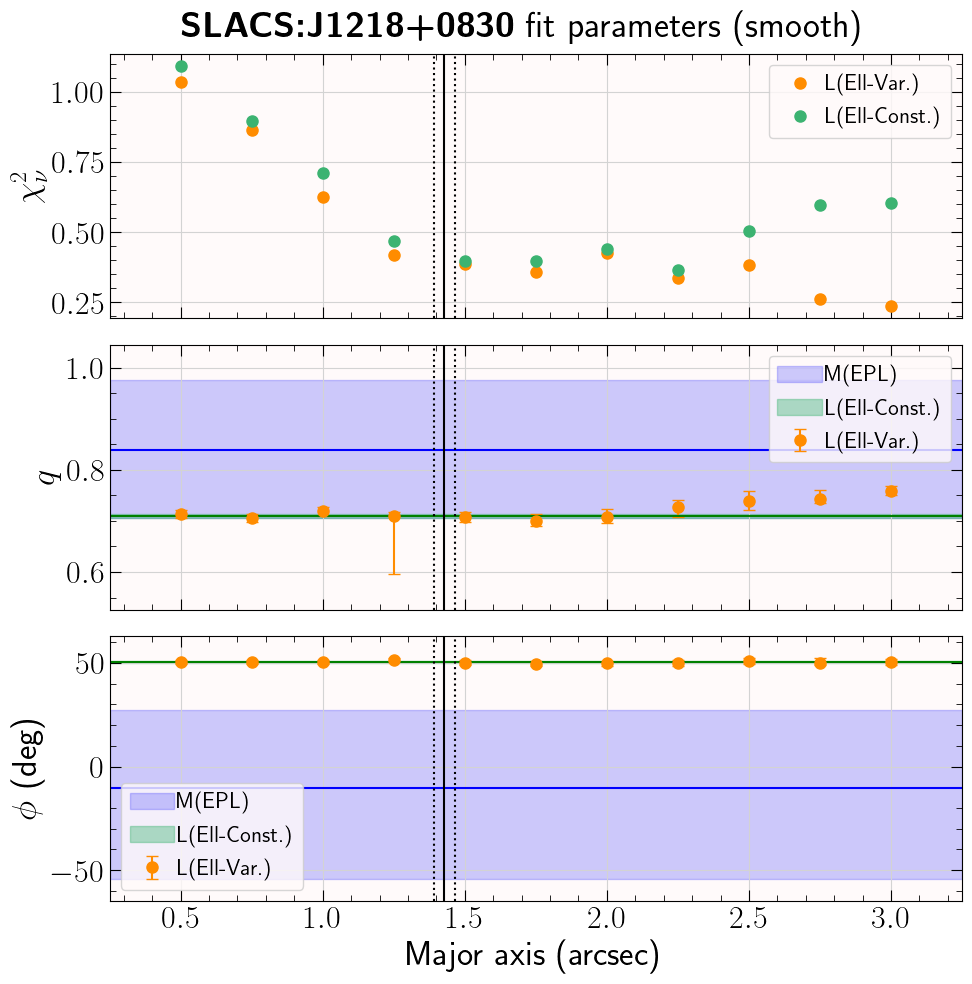 SLACS:J1218+0830 fit parameters (smooth)
1.00
0.75
0.50
0.25
χ²ᵥ
L(Ell-Var.)
L(Ell-Const.)
1.0
0.8
0.6
q
M(EPL)
L(Ell-Const.)
L(Ell-Var.)
50
0
−50
ϕ (deg)
M(EPL)
L(Ell-Const.)
L(Ell-Var.)
0.5 1.0 1.5 2.0 2.5 3.0
Major axis (arcsec)